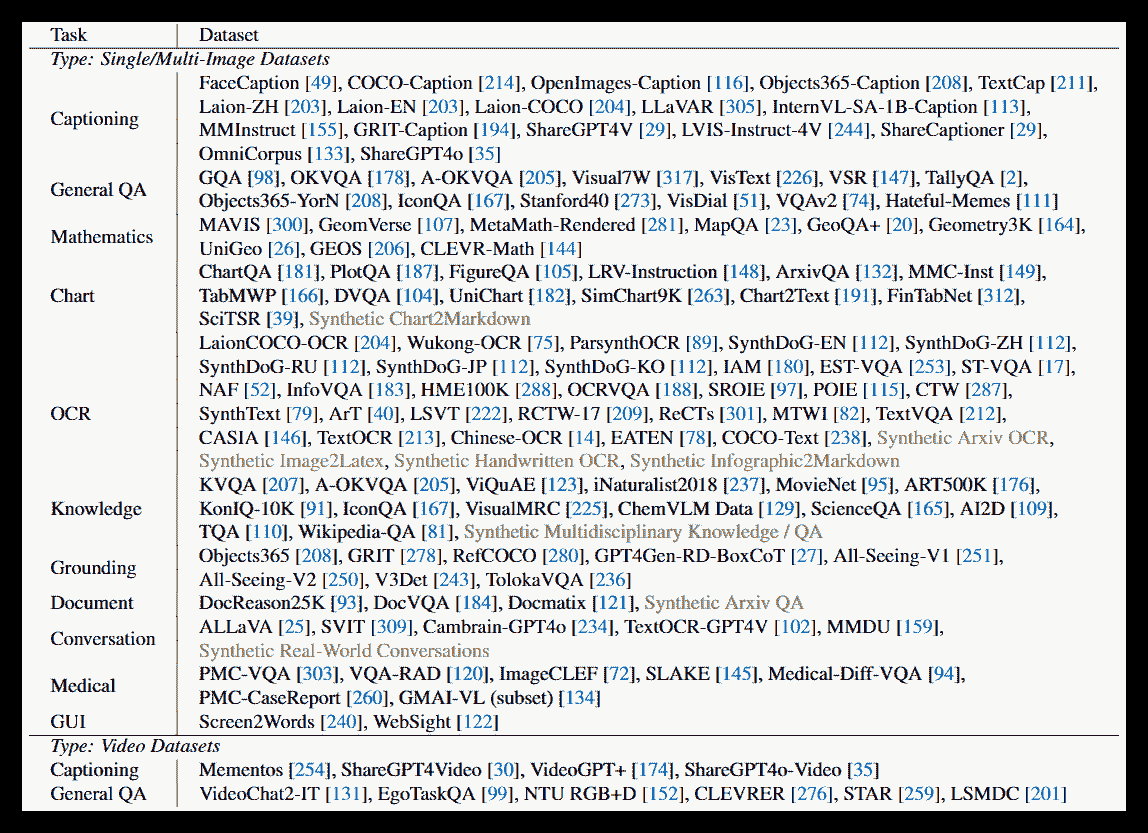 Task Dataset
Type: Single/Multi-Image Datasets
Captioning
FaceCaption [49], COCO-Caption [214], OpenImages-Caption [116], Objects365-Caption [208], TextCap [211],
Laion-ZH [203], Laion-EN [203], Laion-COCO [204], LLaVAR [305], InternVL-SA-1B-Caption [113],
MMInstruct [155], GRIT-Caption [194], ShareGPT4V [29], LVIS-Instruct-4V [244], ShareCaptioner [29],
OmniCorpus [133], ShareGPT4o [35]
General QA
GQA [98], OKVQA [178], A-OKVQA [205], Visual7W [317], VisText [226], VSR [147], TallyQA [2],
Objects365-YorN [208], IconQA [167], Stanford40 [273], VisDial [51], VQAv2 [74], Hateful-Memes [111]
Mathematics
MAVIS [300], GeomVerse [107], MetaMath-Rendered [281], MapQA [23], GeoQA+ [20], Geometry3K [164],
UniGeo [26], GEOS [206], CLEVR-Math [144]
Chart
ChartQA [181], PlotQA [187], FigureQA [105], LRV-Instruction [148], ArxivQA [132], MMC-Inst [149],
TabMWP [166], DVQA [104], UniChart [182], SimChart9K [263], Chart2Text [191], FinTabNet [312],
SciTSR [39], Synthetic Chart2Markdown
OCR
LaionCOCO-OCR [204], Wukong-OCR [75], ParsynthOCR [89], SynthDoG-EN [112], SynthDoG-ZH [112],
SynthDoG-RU [112], SynthDoG-JP [112], SynthDoG-KO [112], IAM [180], EST-VQA [253], ST-VQA [17],
NAF [52], InfoVQA [183], HME100K [288], OCRVQA [188], SROIE [97], POIE [115], CTW [287],
SynthText [79], ArT [40], LSVT [222], RCTW-17 [209], ReCTs [301], MTWI [82], TextVQA [212],
CASIA [146], TextOCR [213], Chinese-OCR [14], EATEN [78], COCO-Text [238], Synthetic Arxiv OCR,
Synthetic Image2Latex, Synthetic Handwritten OCR, Synthetic Infographic2Markdown
Knowledge
KVQA [207], A-OKVQA [205], ViQuAE [123], iNaturalist2018 [237], MovieNet [95], ART500K [176],
KonIQ-10K [91], IconQA [167], VisualMRC [225], ChemVLM Data [129], ScienceQA [165], AI2D [109],
TQA [110], Wikipedia-QA [81], Synthetic Multidisciplinary Knowledge / QA
Grounding
Objects365 [208], GRIT [278], RefCOCO [280], GPT4Gen-RD-BoxCoT [27], All-Seeing-V1 [251],
All-Seeing-V2 [250], V3Det [243], TolokaVQA [236]
Document
DocReason25K [93], DocVQA [184], Docmatix [121], Synthetic Arxiv QA
Conversation
ALLaVA [25], SVIT [309], Cambrain-GPT4o [234], TextOCR-GPT4V [102], MMDU [159],
Synthetic Real-World Conversations
Medical
PMC-VQA [303], VQA-RAD [120], ImageCLEF [72], SLAKE [145], Medical-Diff-VQA [94],
PMC-CaseReport [260], GMAI-VL (subset) [134]
GUI
Screen2Words [240], WebSight [122]
Type: Video Datasets
Captioning
Mementos [254], ShareGPT4Video [30], VideoGPT+ [174], ShareGPT4o-Video [35]
General QA
VideoChat2-IT [131], EgoTaskQA [99], NTU RGB+D [152], CLEVRER [276], STAR [259], LSMDC [201]